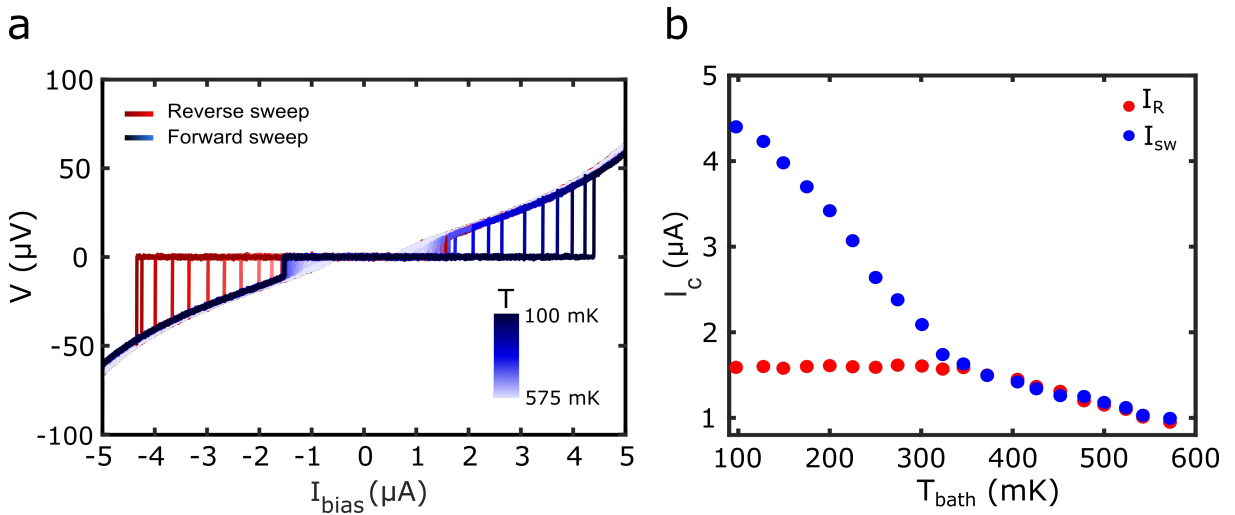 a
100
50
0
-50
-100
V (μV)
Reverse sweep
Forward sweep
T
100 mK
575 mK
-5 -4 -3 -2 -1 0 1 2 3 4 5
I_bias (μA)
b
5
4
3
2
1
I_c (μA)
I_R
I_sw
100 200 300 400 500 600
T_bath (mK)